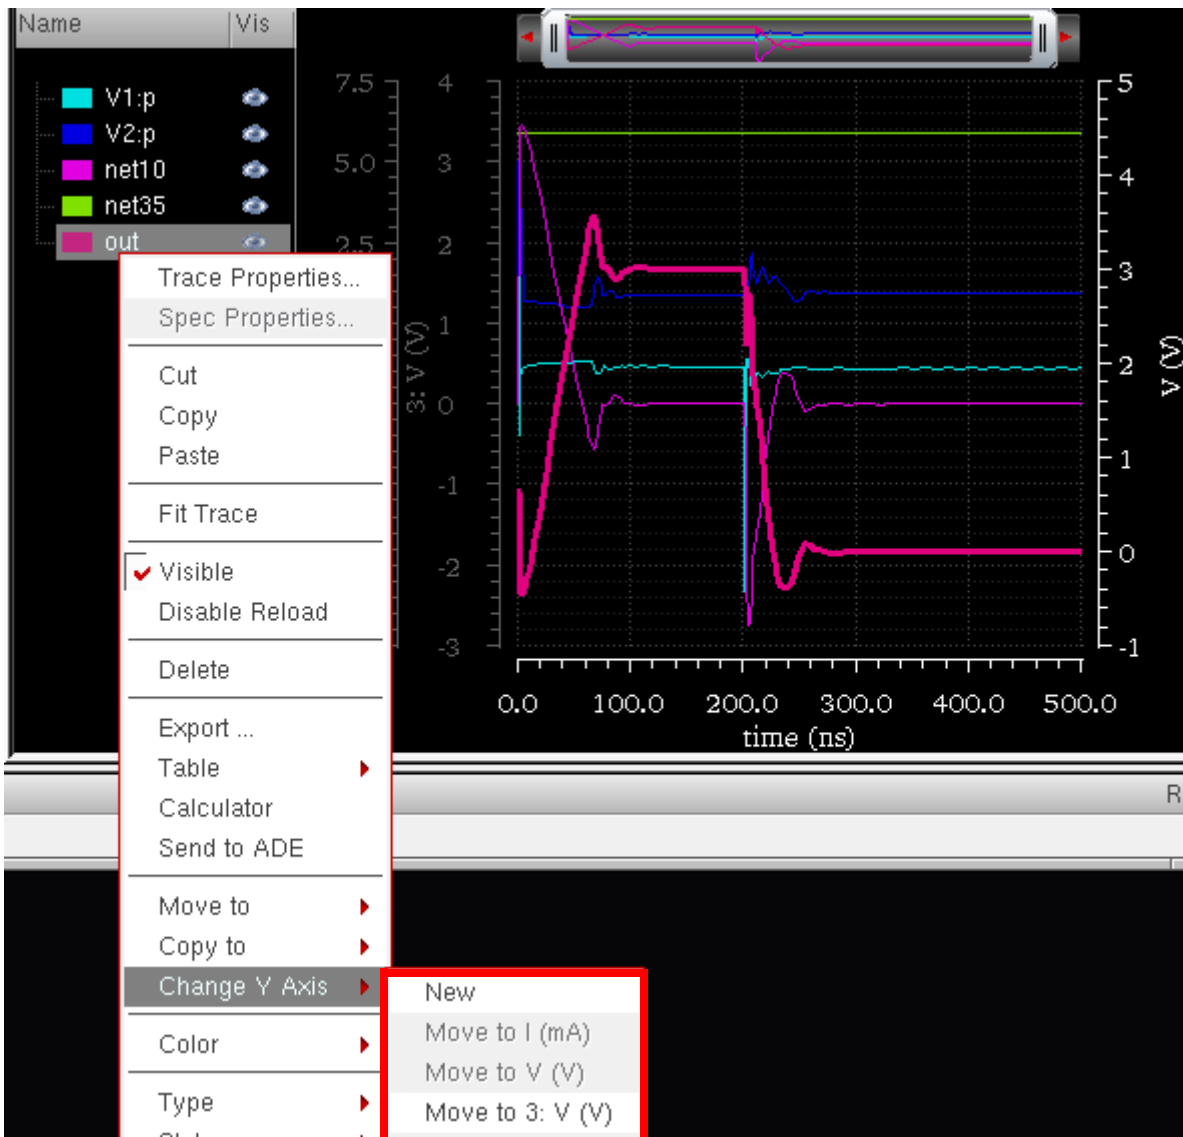 Name Vis
V1:p
V2:p
net10
net35
out
7.5
5.0
2.5
4
3
2
1
0
-1
-2
-3
3: V (V)
5
4
3
2
1
0
-1
V (V)
0.0 100.0 200.0 300.0 400.0 500.0
time (ns)
R
Trace Properties...
Spec Properties...
Cut
Copy
Paste
Fit Trace
Visible
Disable Reload
Delete
Export ...
Table
Calculator
Send to ADE
Move to
Copy to
Change Y Axis
Color
Type
New
Move to I (mA)
Move to V (V)
Move to 3: V (V)